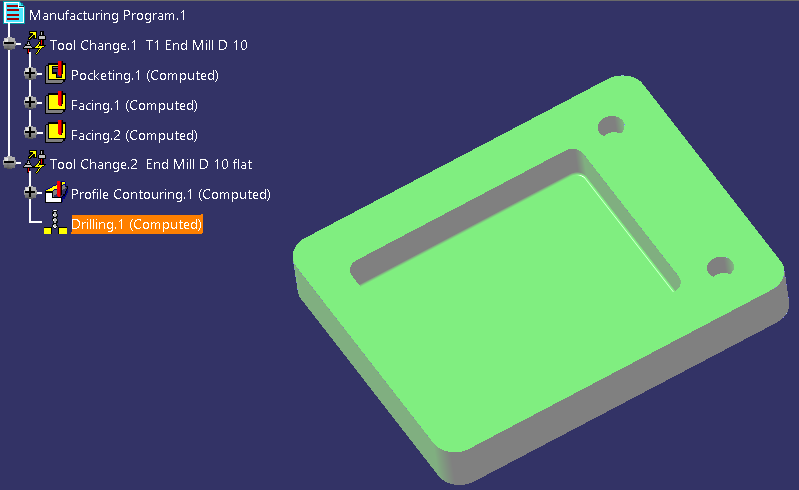 Manufacturing Program.1
Tool Change.1  T1 End Mill D 10
Pocketing.1 (Computed)
Facing.1 (Computed)
Facing.2 (Computed)
Tool Change.2  End Mill D 10 flat
Profile Contouring.1 (Computed)
Drilling.1 (Computed)